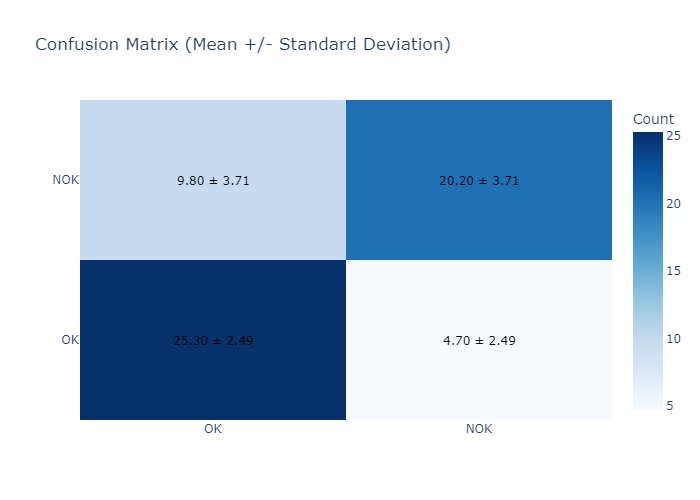 Confusion Matrix (Mean +/- Standard Deviation)
Count
25
20
15
10
5
NOK
9.80 ± 3.71
20.20 ± 3.71
OK
25.30 ± 2.49
4.70 ± 2.49
OK
NOK